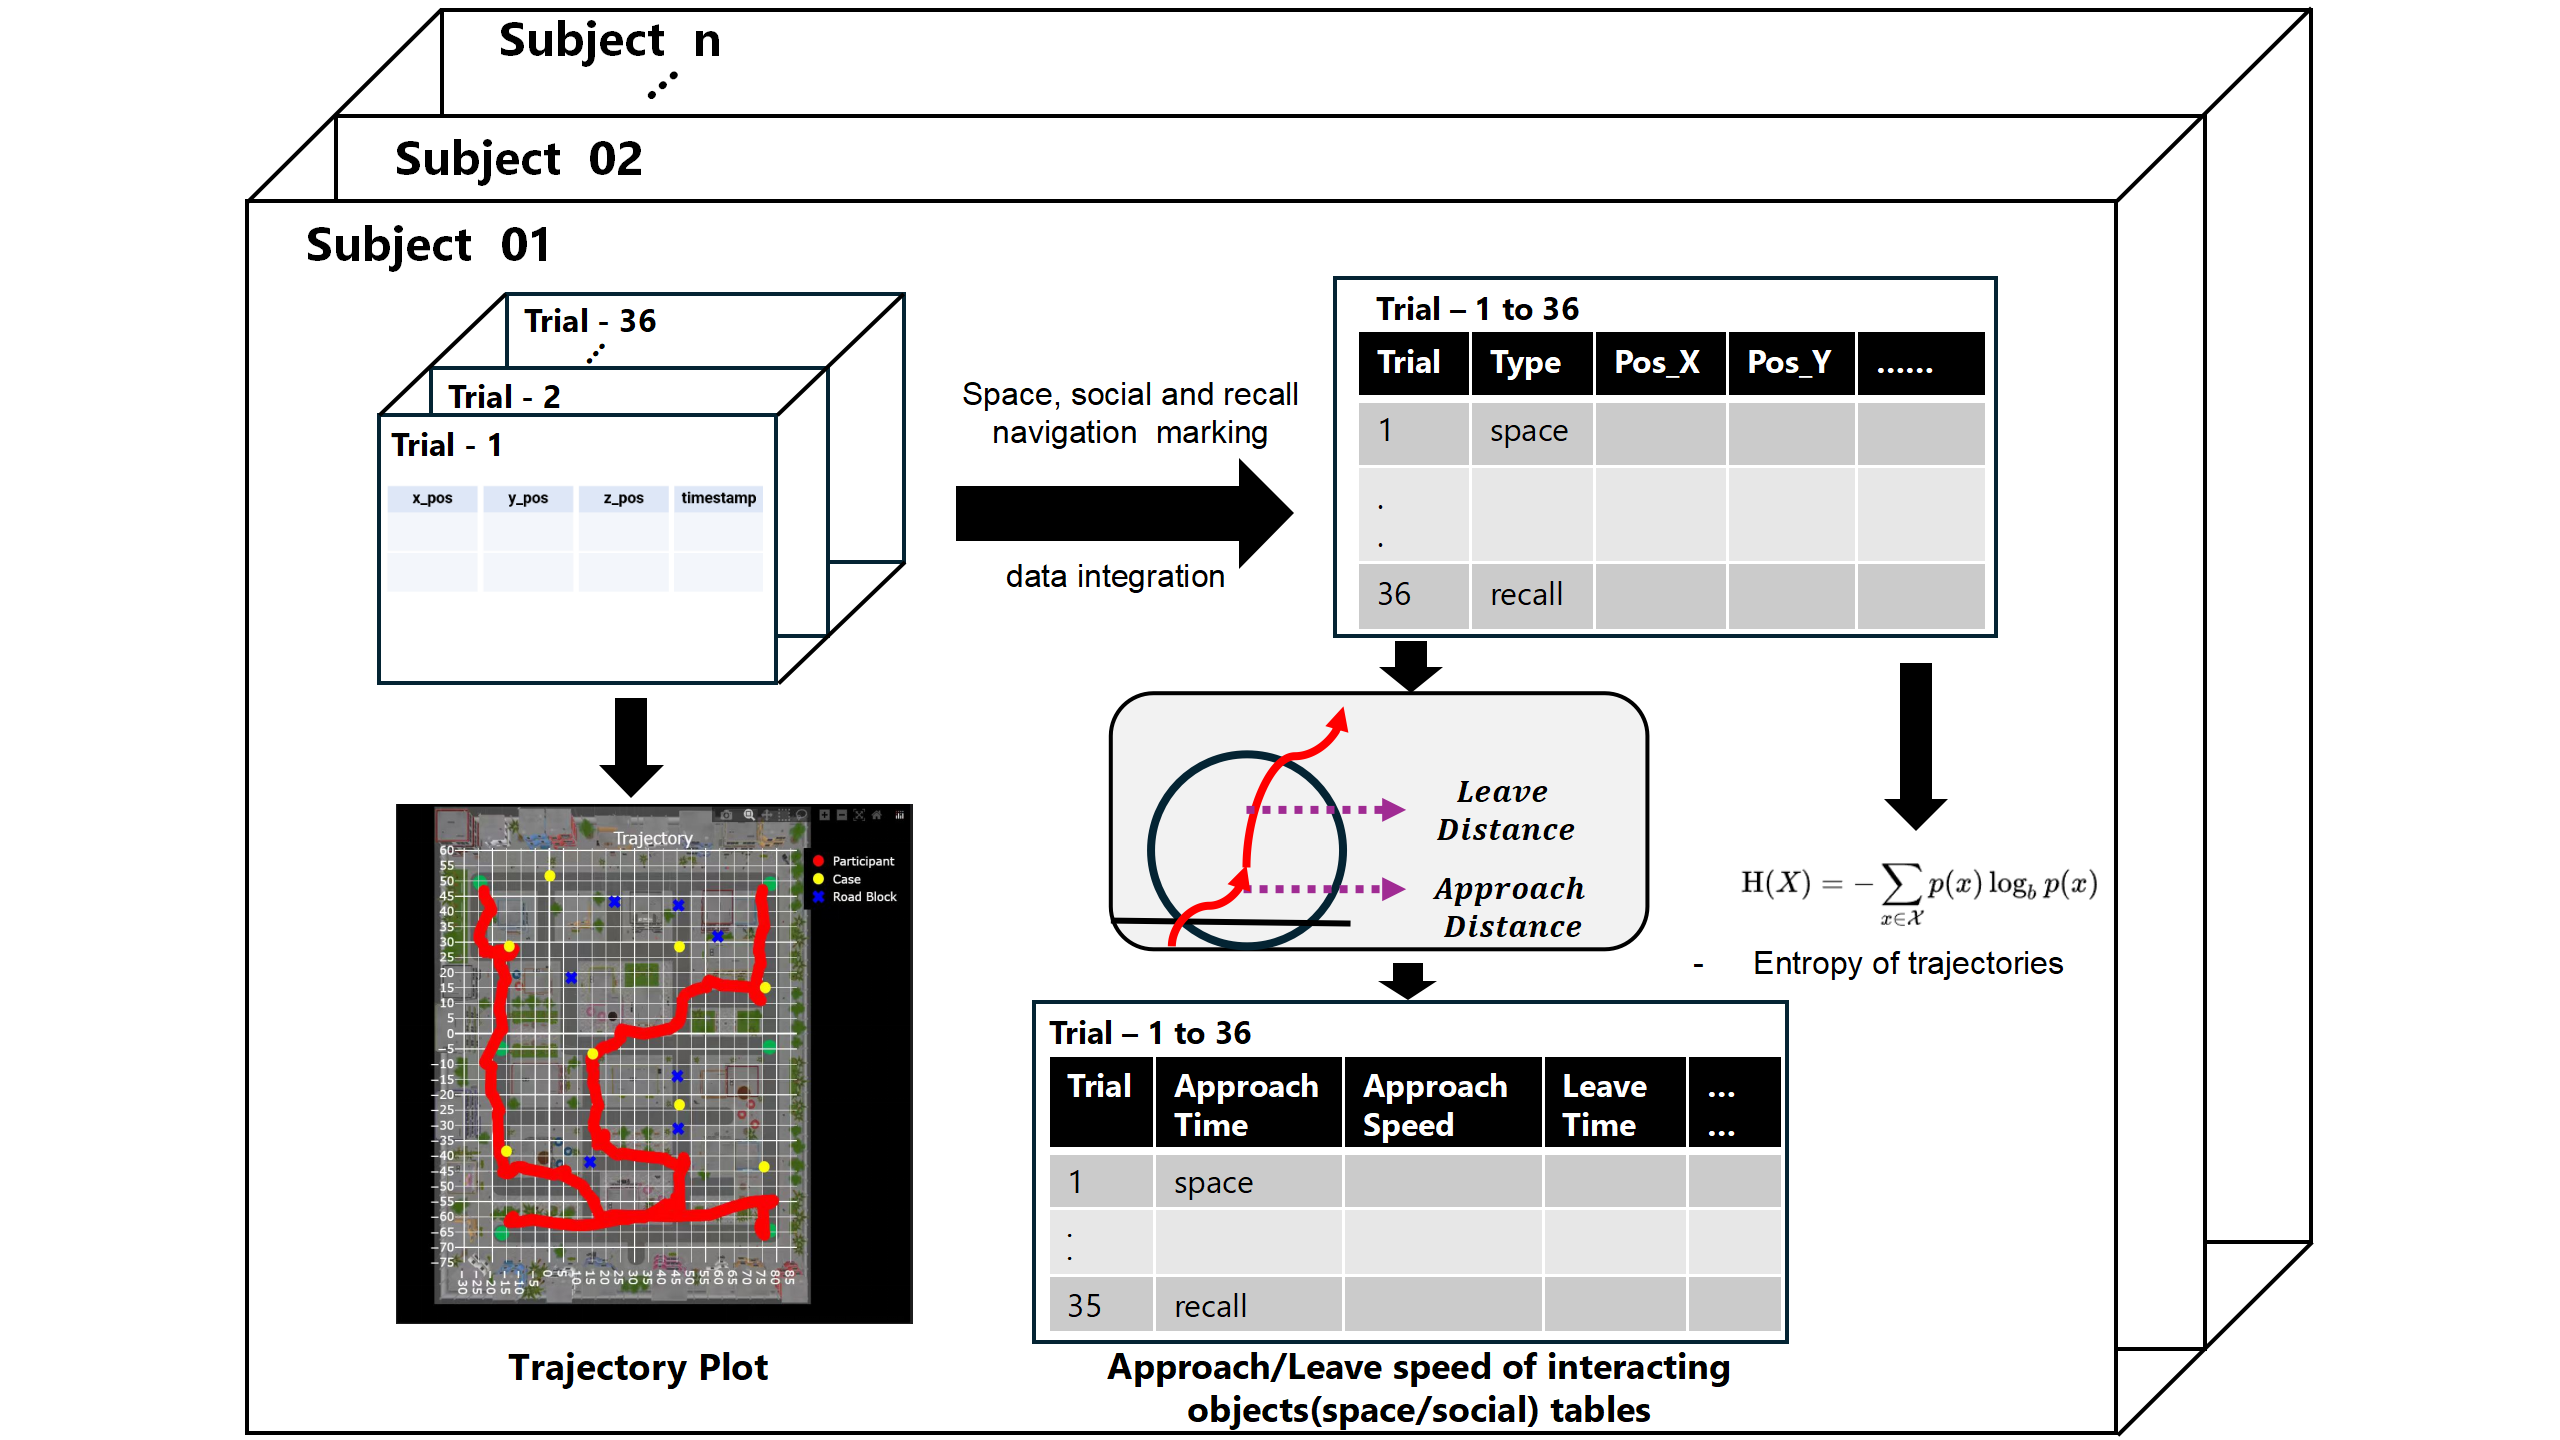 Subject n
Subject 02
Subject 01
Trial - 36
Trial - 2
Trial - 1
x_pos y_pos z_pos timestamp
Space, social and recall
navigation marking
data integration
Trial – 1 to 36
Trial Type Pos_X Pos_Y ......
1 space
.
.
36 recall
Leave
Distance
Approach
Distance
H(X) = − ∑ p(x) log_b p(x)
x∈𝒳
- Entropy of trajectories
Trajectory
Participant
Case
Road Block
60
55
50
45
40
35
30
25
20
15
10
5
0
−5
−10
−15
−20
−25
−30
−35
−40
−45
−50
−55
−60
−65
−70
−75
−30 −25 −20 −15 −10 −5 0 5 10 15 20 25 30 35 40 45 50 55 60 65 70 75 80 85
Trajectory Plot
Trial – 1 to 36
Trial Approach Time Approach Speed Leave Time ... ...
1 space
.
.
35 recall
Approach/Leave speed of interacting
objects(space/social) tables